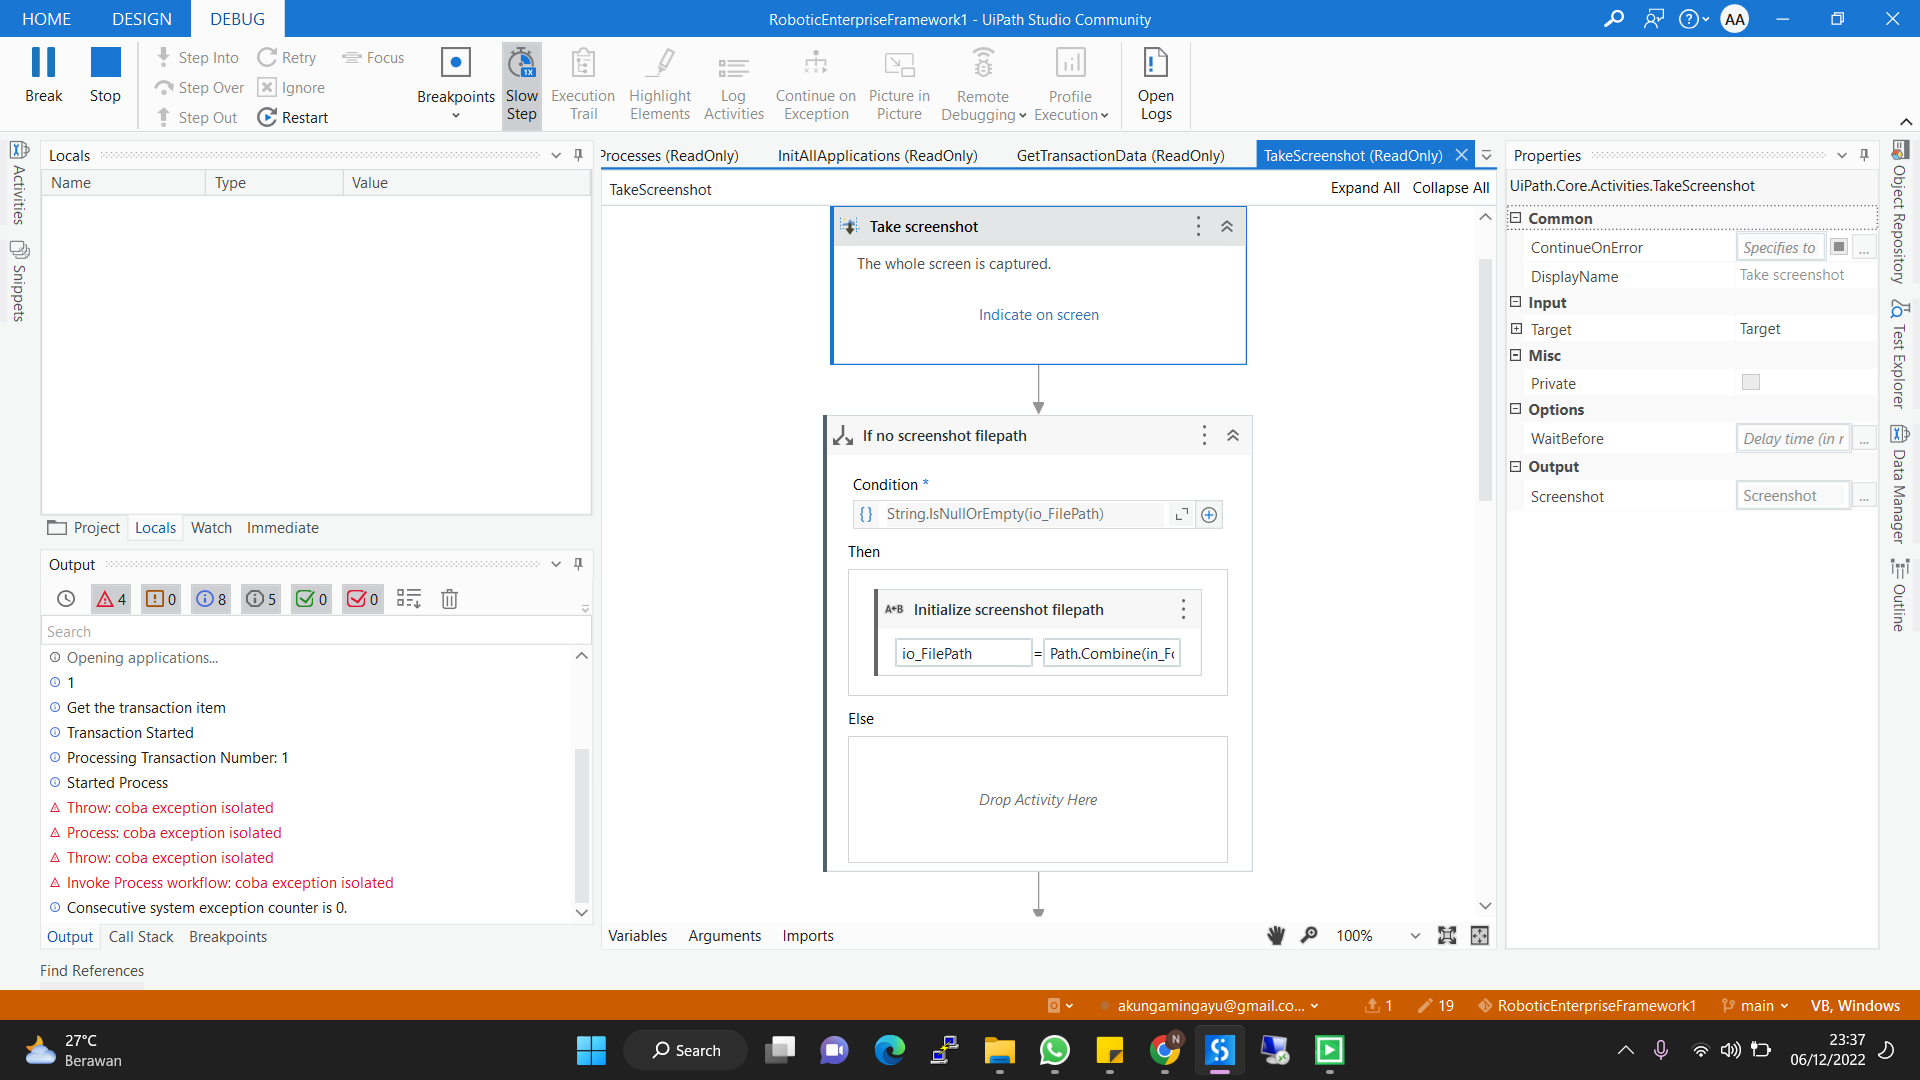 HOME DESIGN DEBUG
RoboticEnterpriseFramework1 - UiPath Studio Community
AA
Break Stop
Step Into Retry Focus
Step Over Ignore
Step Out Restart
Breakpoints
1X
Slow Step
Execution Trail
Highlight Elements
Log Activities
Continue on Exception
Picture in Picture
Remote Debugging
Profile Execution
Open Logs
Activities
Snippets
Locals
Name Type Value
Project Locals Watch Immediate
Output
4 0 8 5 0 0
Search
Opening applications...
1
Get the transaction item
Transaction Started
Processing Transaction Number: 1
Started Process
Throw: coba exception isolated
Process: coba exception isolated
Throw: coba exception isolated
Invoke Process workflow: coba exception isolated
Consecutive system exception counter is 0.
Output Call Stack Breakpoints
Find References
Processes (ReadOnly) InitAllApplications (ReadOnly) GetTransactionData (ReadOnly) TakeScreenshot (ReadOnly)
TakeScreenshot Expand All Collapse All
Take screenshot
The whole screen is captured.
Indicate on screen
If no screenshot filepath
Condition *
{} String.IsNullOrEmpty(io_FilePath)
Then
A+B Initialize screenshot filepath
io_FilePath = Path.Combine(in_Fc
Else
Drop Activity Here
Variables Arguments Imports 100%
Properties
UiPath.Core.Activities.TakeScreenshot
Common
ContinueOnError Specifies to ...
DisplayName Take screenshot
Input
Target Target
Misc
Private
Options
WaitBefore Delay time (in r ...
Output
Screenshot Screenshot ...
Object Repository
Test Explorer
Data Manager
Outline
akungamingayu@gmail.co... 1 19 RoboticEnterpriseFramework1 main VB, Windows
27°C
Berawan
Search
N
23:37
06/12/2022